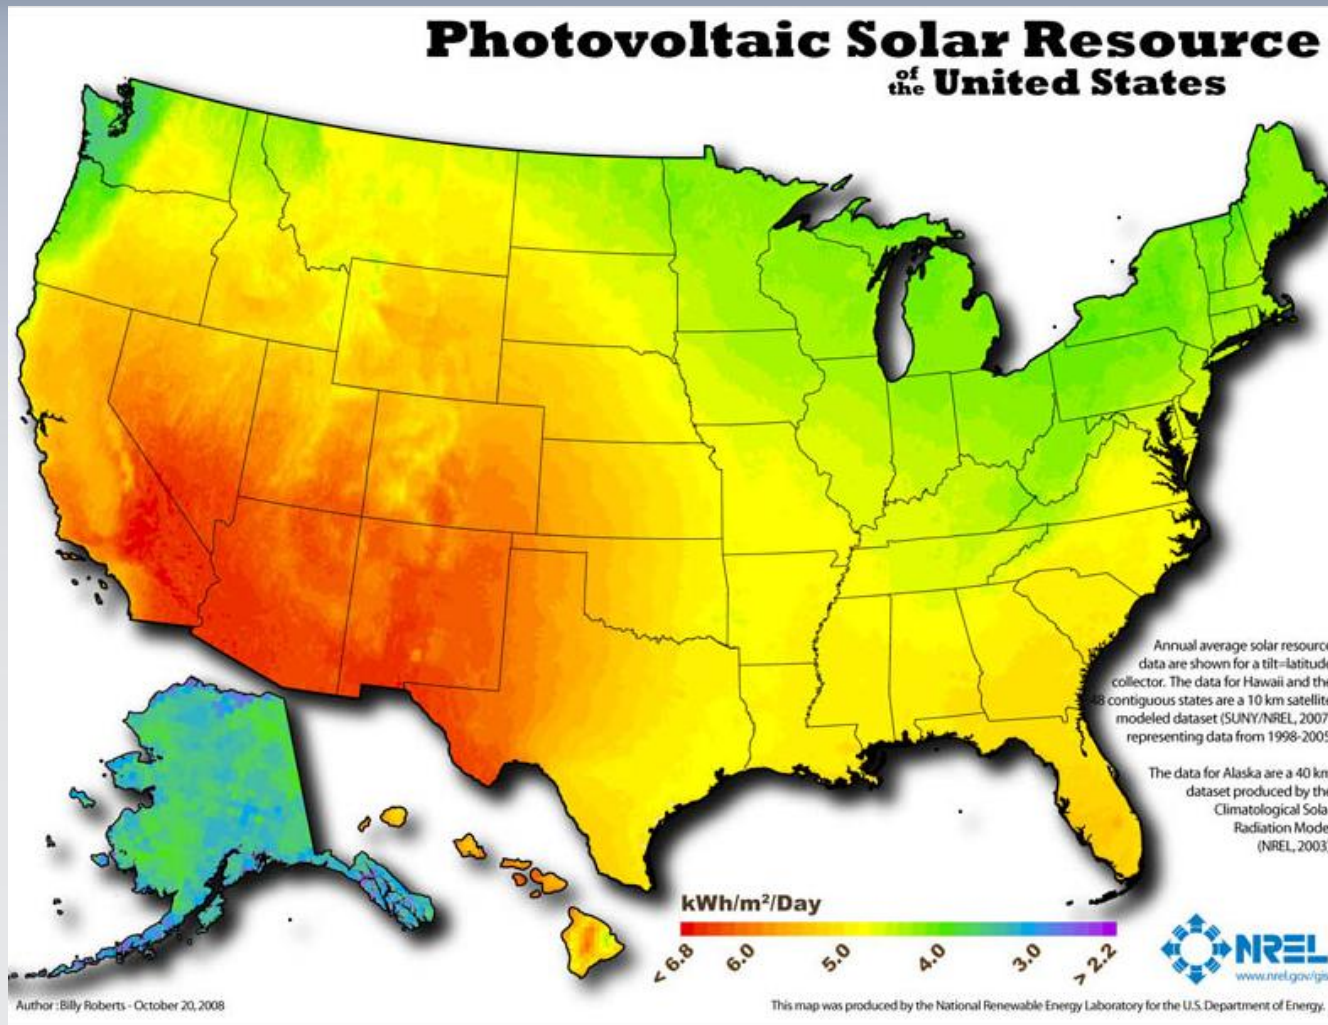 Photovoltaic Solar Resource
of the United States
Annual average solar resource
data are shown for a tilt=latitude
collector. The data for Hawaii and the
48 contiguous states are a 10 km satellite
modeled dataset (SUNY/NREL, 2007
representing data from 1998-2005
The data for Alaska are a 40 km
dataset produced by the
Climatological Sola
Radiation Mode
(NREL, 2003)
kWh/m²/Day
< 6.8 6.0 5.0 4.0 3.0 > 2.2
NREL
www.nrel.gov/gis
Author : Billy Roberts - October 20, 2008
This map was produced by the National Renewable Energy Laboratory for the U.S. Department of Energy.